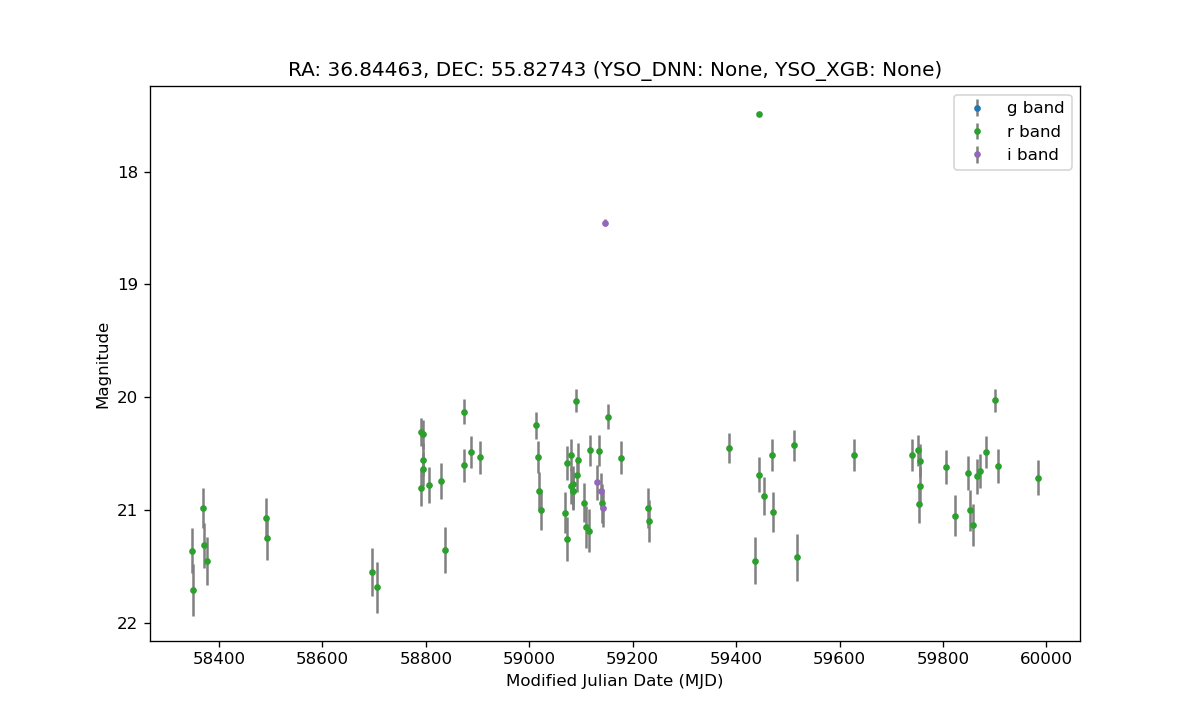 RA: 36.84463, DEC: 55.82743 (YSO_DNN: None, YSO_XGB: None)
g band
r band
i band
18
19
20
21
22
Magnitude
58400 58600 58800 59000 59200 59400 59600 59800 60000
Modified Julian Date (MJD)